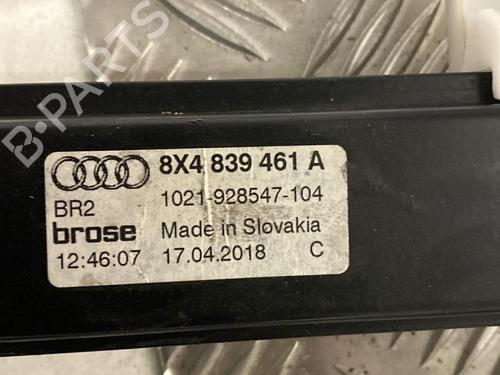 B-PARTS
8X4 839 461 A
BR2 1021-928547-104
brose Made in Slovakia
12:46:07 17.04.2018 C